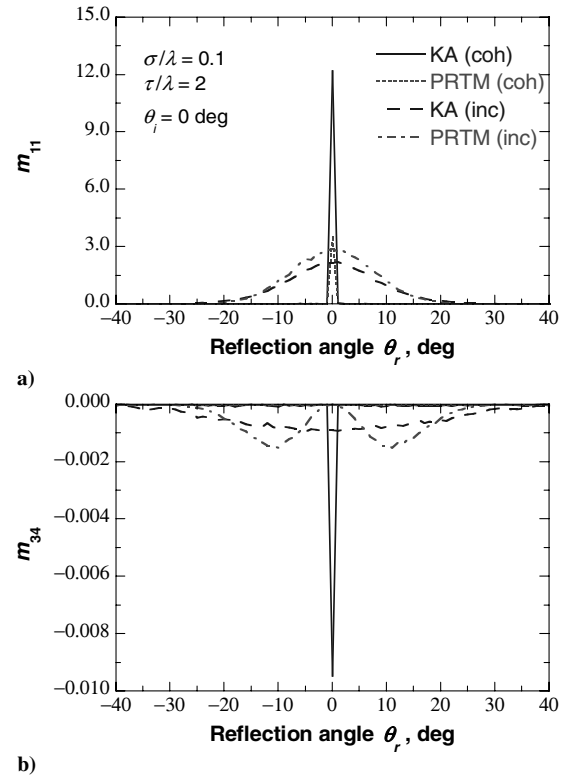 15.0
12.0
9.0
6.0
3.0
0.0
m₁₁
σ/λ = 0.1
τ/λ = 2
θᵢ = 0 deg
KA (coh)
PRTM (coh)
KA (inc)
PRTM (inc)
−40 −30 −20 −10 0 10 20 30 40
Reflection angle θᵣ, deg
a)
0.000
−0.002
−0.004
−0.006
−0.008
−0.010
m₃₄
−40 −30 −20 −10 0 10 20 30 40
Reflection angle θᵣ, deg
b)